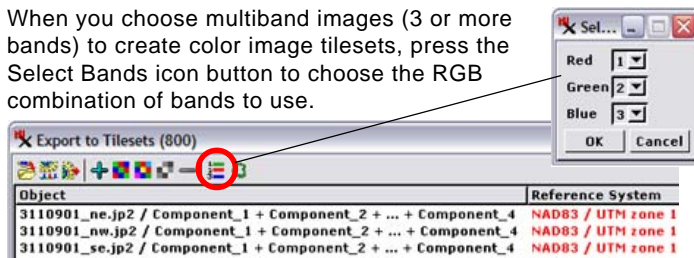 When you choose multiband images (3 or more
bands) to create color image tilesets, press the
Select Bands icon button to choose the RGB
combination of bands to use.
Sel...
Red 1
Green 2
Blue 3
OK Cancel
Export to Tilesets (800)
Object Reference System
3110901_ne.jp2 / Component_1 + Component_2 + ... + Component_4 NAD83 / UTM zone 1
3110901_nw.jp2 / Component_1 + Component_2 + ... + Component_4 NAD83 / UTM zone 1
3110901_se.jp2 / Component_1 + Component_2 + ... + Component_4 NAD83 / UTM zone 1